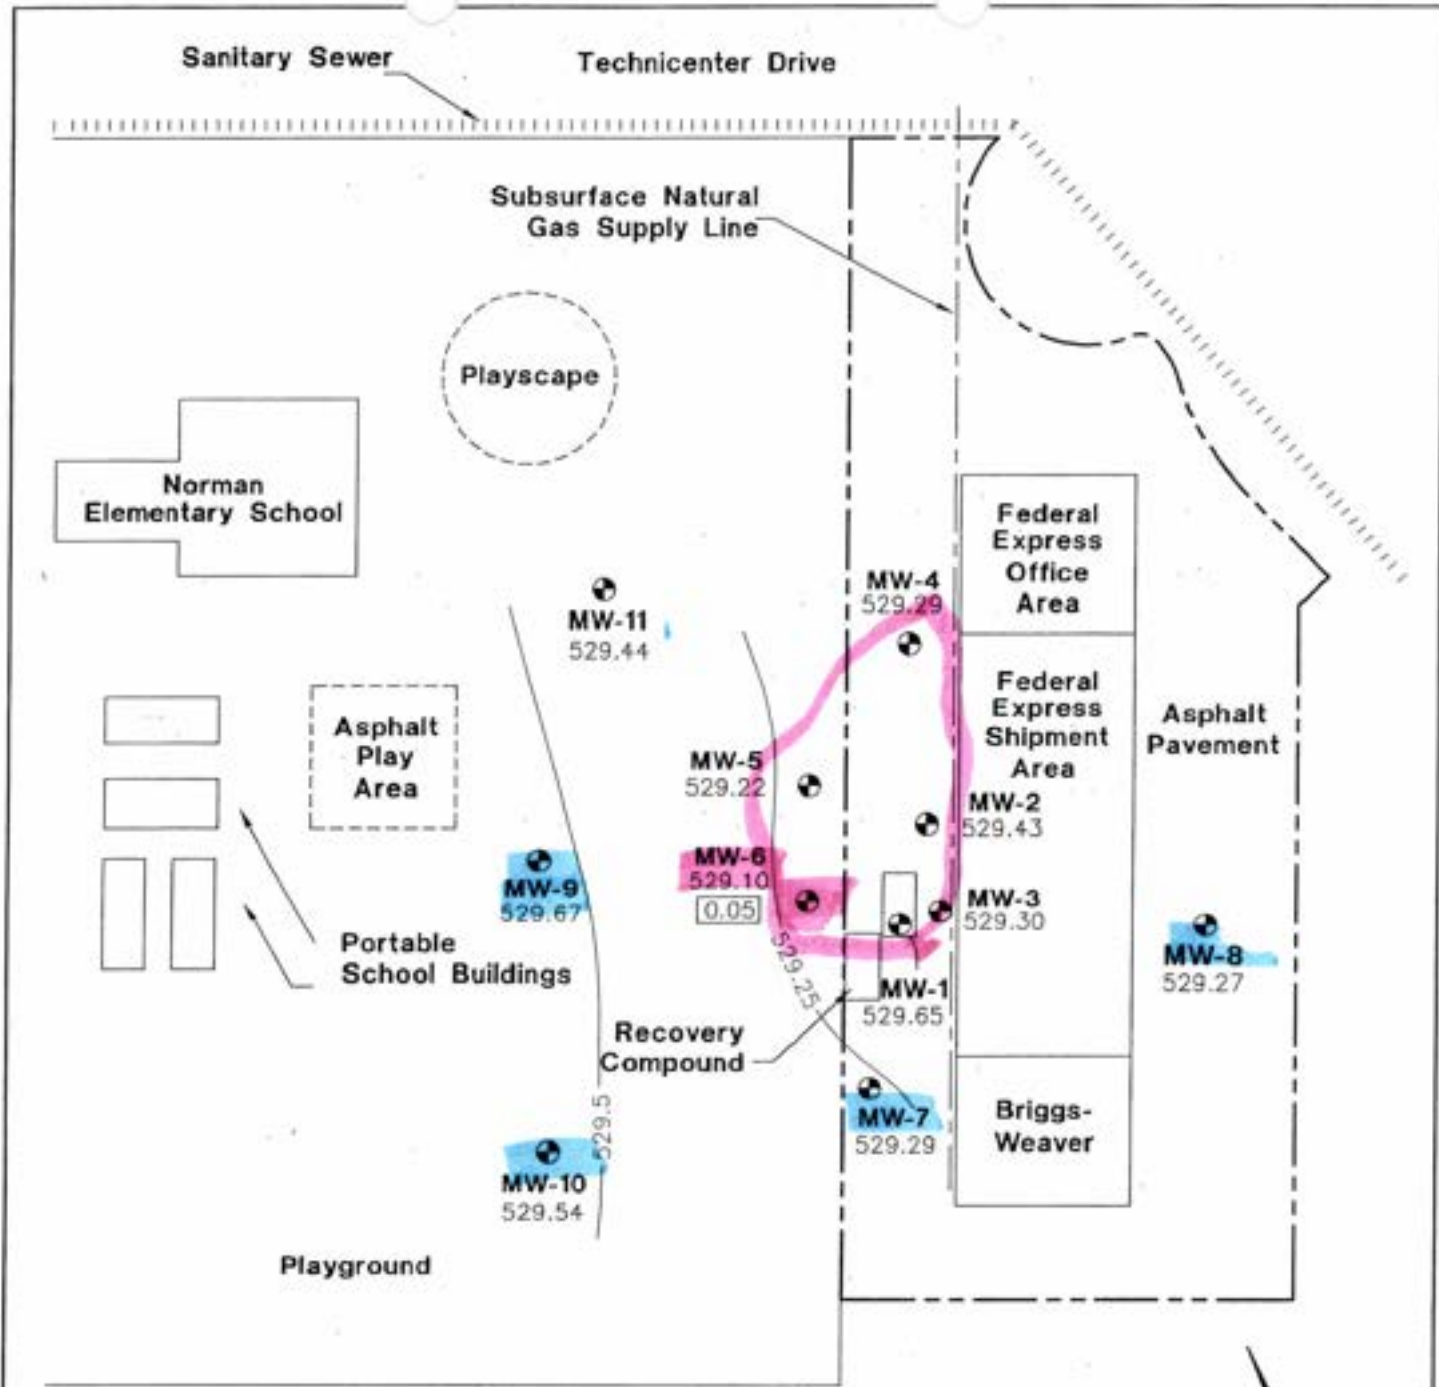 Sanitary Sewer
Technicenter Drive
Subsurface Natural
Gas Supply Line
Playscape
Norman
Elementary School
Federal
Express
Office
Area
MW-4
529.29
MW-11
529.44
Federal
Express
Shipment
Area
Asphalt
Pavement
Asphalt
Play
Area
MW-5
529.22
MW-2
529.43
MW-6
529.10
0.05
MW-9
529.67
MW-3
529.30
MW-8
529.27
Portable
School Buildings
529.25
MW-1
529.65
Recovery
Compound
MW-7
529.29
Briggs-
Weaver
529.5
MW-10
529.54
Playground